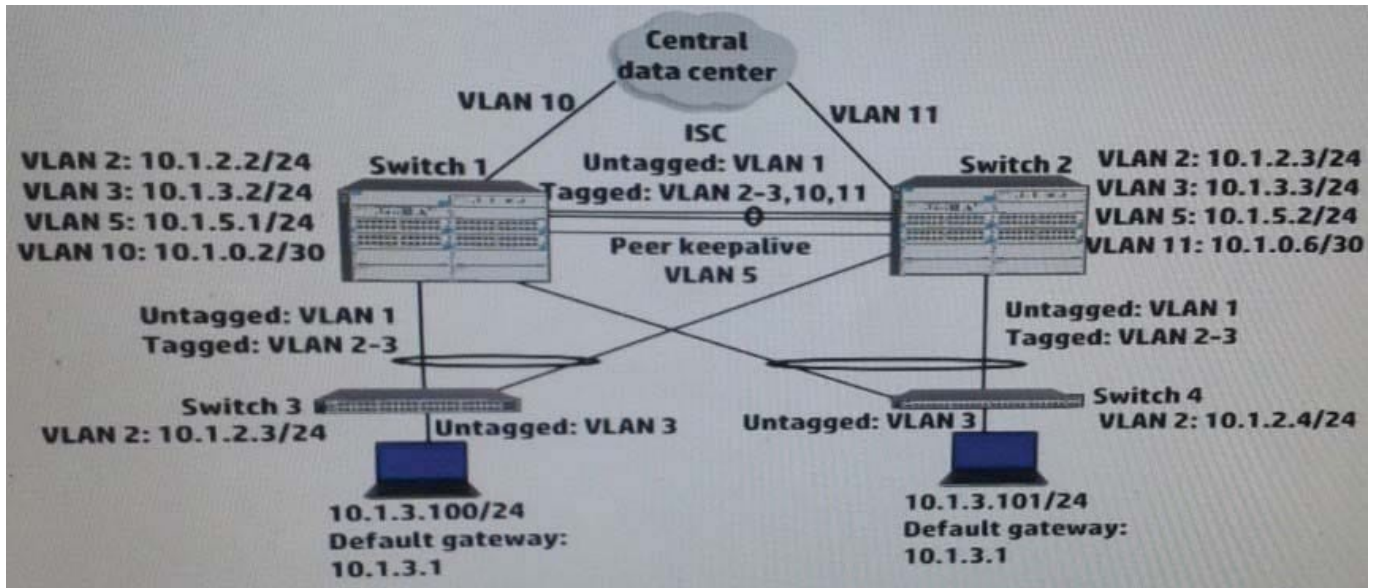 Central
data center
VLAN 10
VLAN 11
ISC
Untagged: VLAN 1
Tagged: VLAN 2-3,10,11
Switch 1
Switch 2
VLAN 2: 10.1.2.2/24
VLAN 3: 10.1.3.2/24
VLAN 5: 10.1.5.1/24
VLAN 10: 10.1.0.2/30
VLAN 2: 10.1.2.3/24
VLAN 3: 10.1.3.3/24
VLAN 5: 10.1.5.2/24
VLAN 11: 10.1.0.6/30
Peer keepalive
VLAN 5
Untagged: VLAN 1
Tagged: VLAN 2-3
Untagged: VLAN 1
Tagged: VLAN 2-3
Switch 3
VLAN 2: 10.1.2.3/24
Untagged: VLAN 3
Untagged: VLAN 3
Switch 4
VLAN 2: 10.1.2.4/24
10.1.3.100/24
Default gateway:
10.1.3.1
10.1.3.101/24
Default gateway:
10.1.3.1